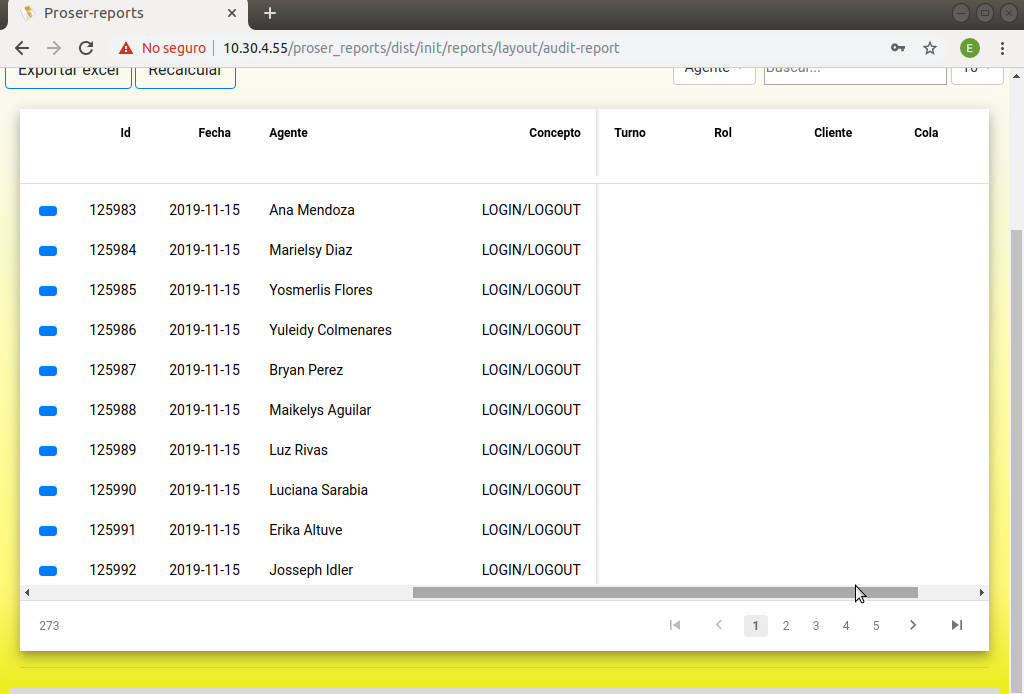 Proser-reports
No seguro 10.30.4.55/proser_reports/dist/init/reports/layout/audit-report E
Exportar excel Recalcular Agente Buscar... 10
Id Fecha Agente Concepto Turno Rol Cliente Cola
125983 2019-11-15 Ana Mendoza LOGIN/LOGOUT
125984 2019-11-15 Marielsy Diaz LOGIN/LOGOUT
125985 2019-11-15 Yosmerlis Flores LOGIN/LOGOUT
125986 2019-11-15 Yuleidy Colmenares LOGIN/LOGOUT
125987 2019-11-15 Bryan Perez LOGIN/LOGOUT
125988 2019-11-15 Maikelys Aguilar LOGIN/LOGOUT
125989 2019-11-15 Luz Rivas LOGIN/LOGOUT
125990 2019-11-15 Luciana Sarabia LOGIN/LOGOUT
125991 2019-11-15 Erika Altuve LOGIN/LOGOUT
125992 2019-11-15 Josseph Idler LOGIN/LOGOUT
273 1 2 3 4 5